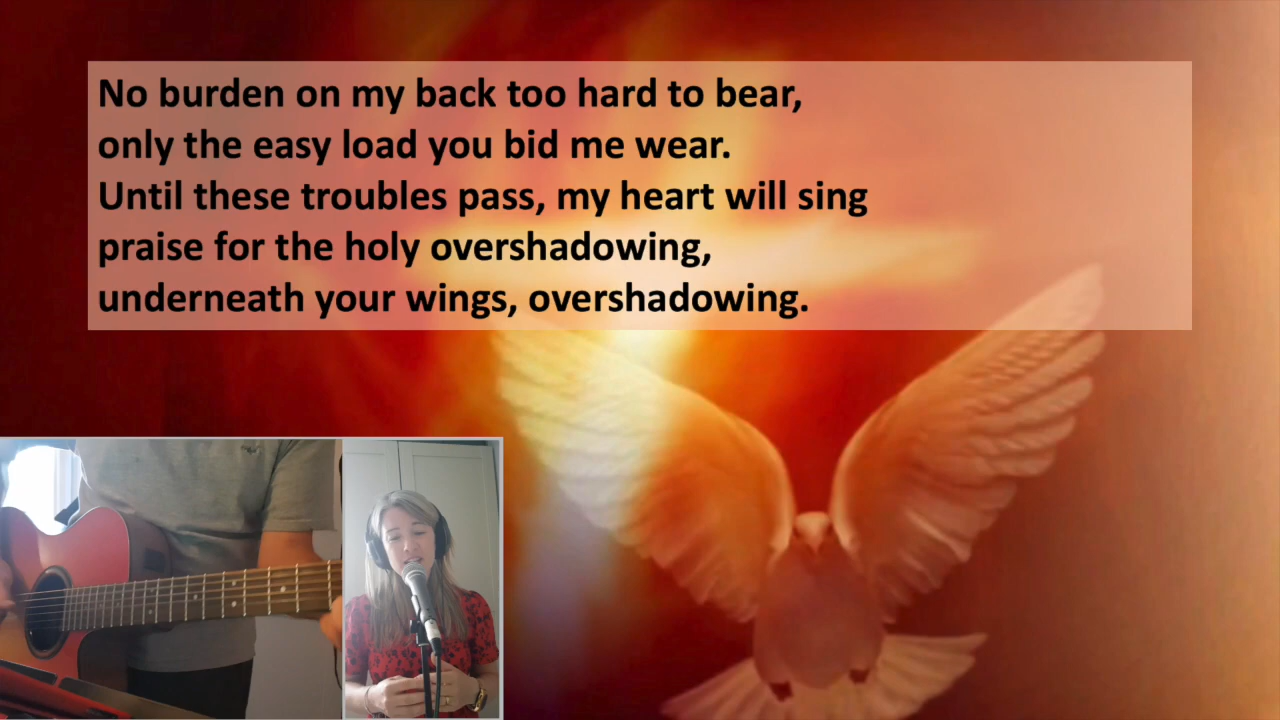 No burden on my back too hard to bear,
only the easy load you bid me wear.
Until these troubles pass, my heart will sing
praise for the holy overshadowing,
underneath your wings, overshadowing.